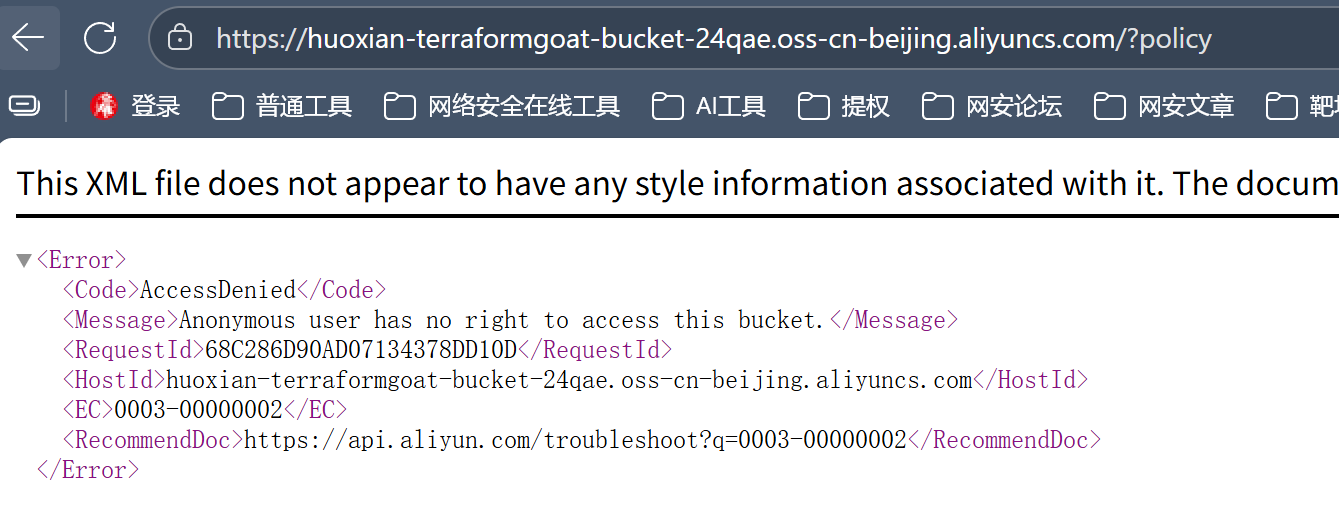 https://huoxian-terraformgoat-bucket-24qae.oss-cn-beijing.aliyuncs.com/?policy
登录 普通工具 网络安全在线工具 AI工具 提权 网安论坛 网安文章
This XML file does not appear to have any style information associated with it. The
<Error>
<Code>AccessDenied</Code>
<Message>Anonymous user has no right to access this bucket.</Message>
<RequestId>68C286D90AD07134378DD10D</RequestId>
<HostId>huoxian-terraformgoat-bucket-24qae.oss-cn-beijing.aliyuncs.com</HostId>
<EC>0003-00000002</EC>
<RecommendDoc>https://api.aliyun.com/troubleshoot?q=0003-00000002</RecommendDoc>
</Error>